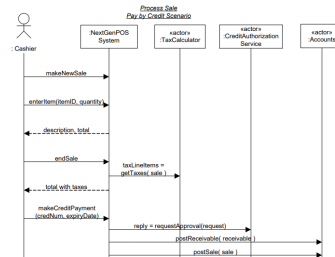 Process Sale
Pay by Credit Scenario
: Cashier
:NextGenPOS
System
«actor»
:TaxCalculator
«actor»
:CreditAuthorization
Service
«actor»
:Accounts
makeNewSale
enterItem(itemID, quantity)
description, total
endSale
taxLineItems =
getTaxes( sale )
total with taxes
makeCreditPayment
(credNum, expiryDate)
reply = requestApproval(request)
postReceivable( receivable )
postSale( sale )